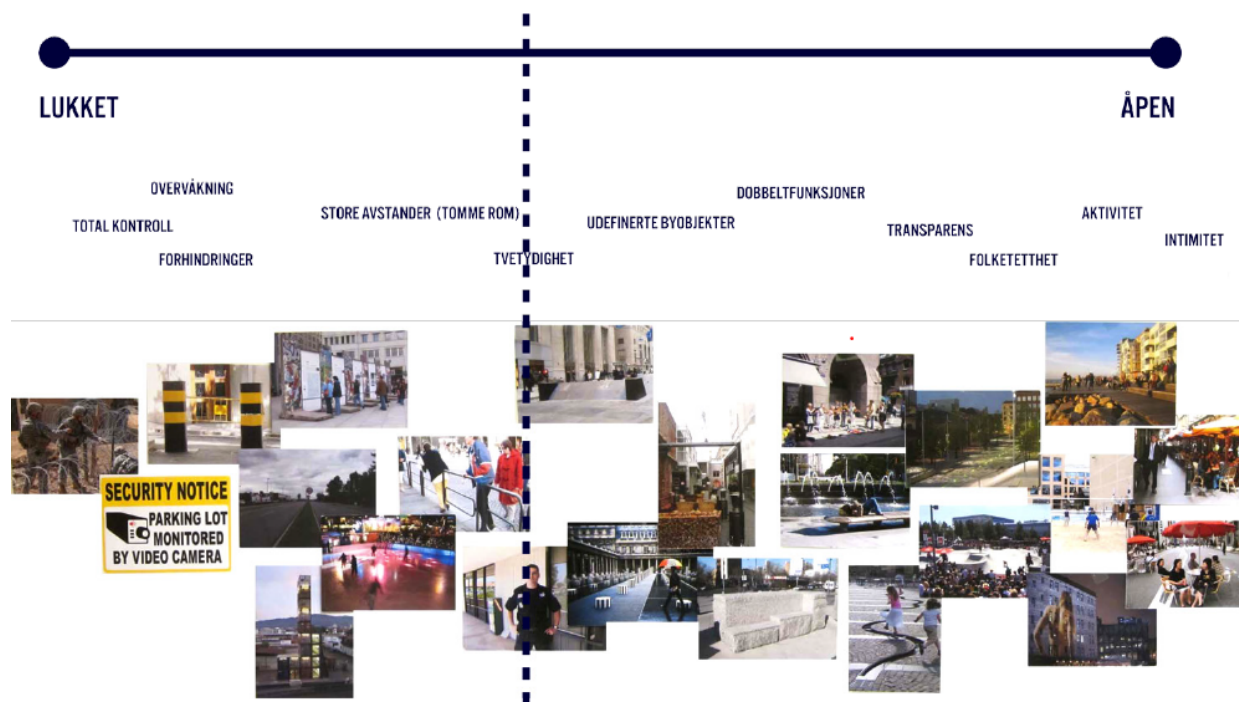 LUKKET
ÅPEN
OVERVÅKNING
TOTAL KONTROLL
FORHINDRINGER
STORE AVSTANDER (TOMME ROM)
TVETYDIGHET
UDEFINERTE BYOBJEKTER
DOBBELTFUNKSJONER
TRANSPARENS
FOLKETETTHET
AKTIVITET
INTIMITET
SECURITY NOTICE
PARKING LOT
MONITORED
BY VIDEO CAMERA